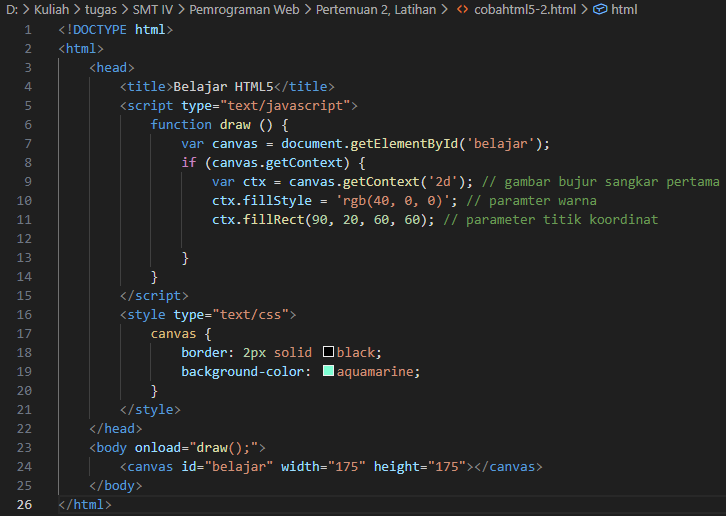 D: > Kuliah > tugas > SMT IV > Pemrograman Web > Pertemuan 2, Latihan > <> cobahtml5-2.html > html
1 <!DOCTYPE html>
2 <html>
3 <head>
4 <title>Belajar HTML5</title>
5 <script type="text/javascript">
6 function draw () {
7 var canvas = document.getElementById('belajar');
8 if (canvas.getContext) {
9 var ctx = canvas.getContext('2d'); // gambar bujur sangkar pertama
10 ctx.fillStyle = 'rgb(40, 0, 0)'; // paramter warna
11 ctx.fillRect(90, 20, 60, 60); // parameter titik koordinat
12
13 }
14 }
15 </script>
16 <style type="text/css">
17 canvas {
18 border: 2px solid black;
19 background-color: aquamarine;
20 }
21 </style>
22 </head>
23 <body onload="draw();">
24 <canvas id="belajar" width="175" height="175"></canvas>
25 </body>
26 </html>